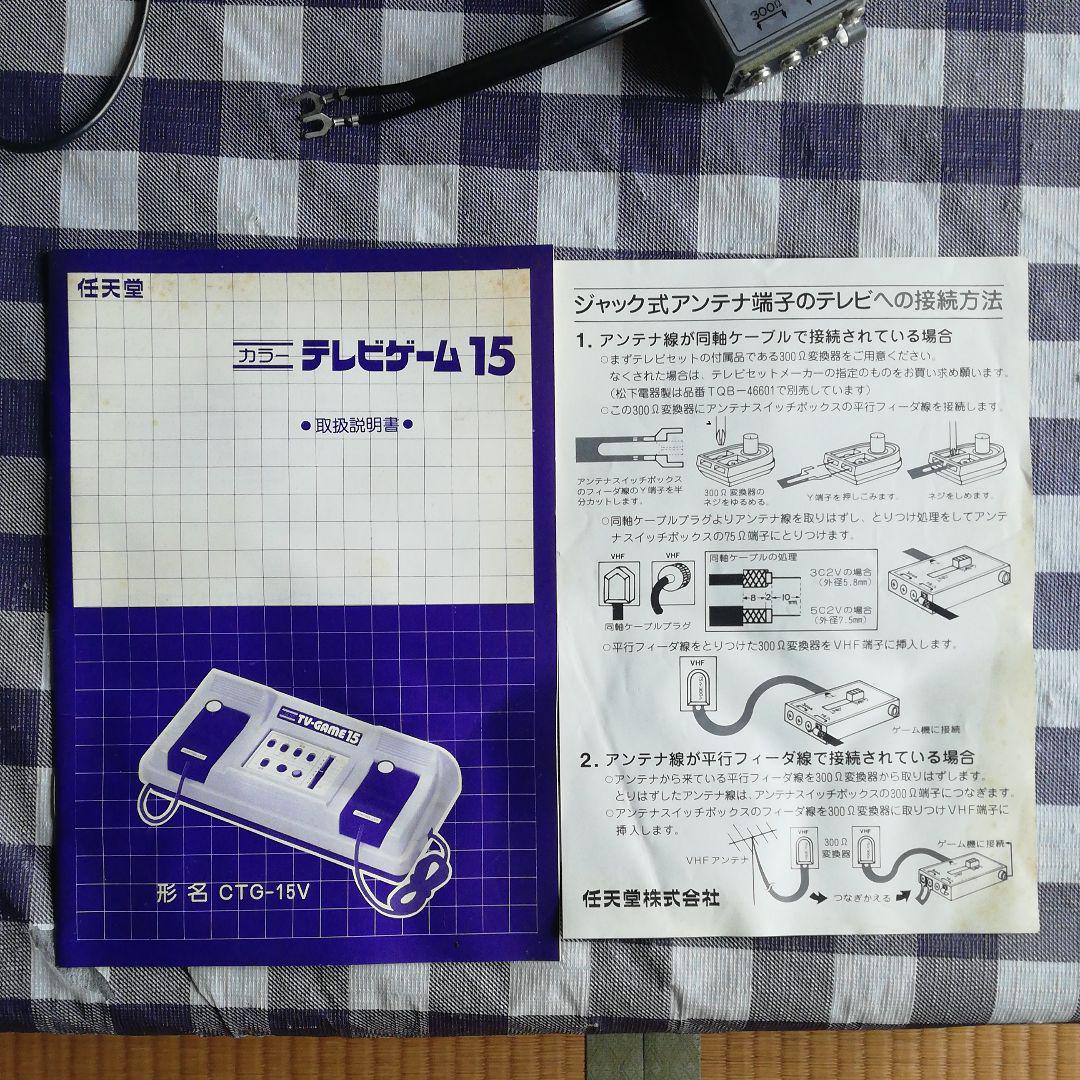 300Ω
任天堂
カラー テレビゲーム 15
●取扱説明書●
TV-GAME 15
形名 CTG-15V
ジャック式アンテナ端子のテレビへの接続方法
1. アンテナ線が同軸ケーブルで接続されている場合
○まずテレビセットの付属品である300Ω変換器をご用意ください。
なくされた場合は、テレビセットメーカーの指定のものをお買い求め願います。
(松下電器製は品番TQB-46601で別売しています)
○この300Ω変換器にアンテナスイッチボックスの平行フィーダ線を接続します。
アンテナスイッチボックス
のフィーダ線のY端子を半
分カットします。
300Ω変換器の
ネジをゆるめる。
Y端子を押しこみます。
ネジをしめます。
○同軸ケーブルプラグよりアンテナ線を取りはずし、とりつけ処理をしてアンテ
ナスイッチボックスの75Ω端子にとりつけます。
VHF
VHF
同軸ケーブルプラグ
同軸ケーブルの処理
8 2 10
mm
3C2Vの場合
(外径5.8mm)
5C2Vの場合
(外径7.5mm)
○平行フィーダ線をとりつけた300Ω変換器をVHF端子に挿入します。
VHF
ゲーム機に接続
2. アンテナ線が平行フィーダ線で接続されている場合
○アンテナから来ている平行フィーダ線を300Ω変換器から取りはずします。
とりはずしたアンテナ線は、アンテナスイッチボックスの300Ω端子につなぎます。
○アンテナスイッチボックスのフィーダ線を300Ω変換器に取りつけVHF端子に
挿入します。
VHFアンテナ
VHF
300Ω
変換器
VHF
ゲーム機に接続
つなぎかえる
任天堂株式会社